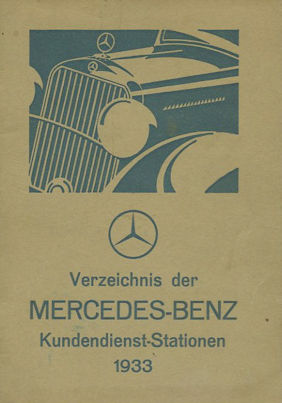 Verzeichnis der
MERCEDES-BENZ
Kundendienst-Stationen
1933